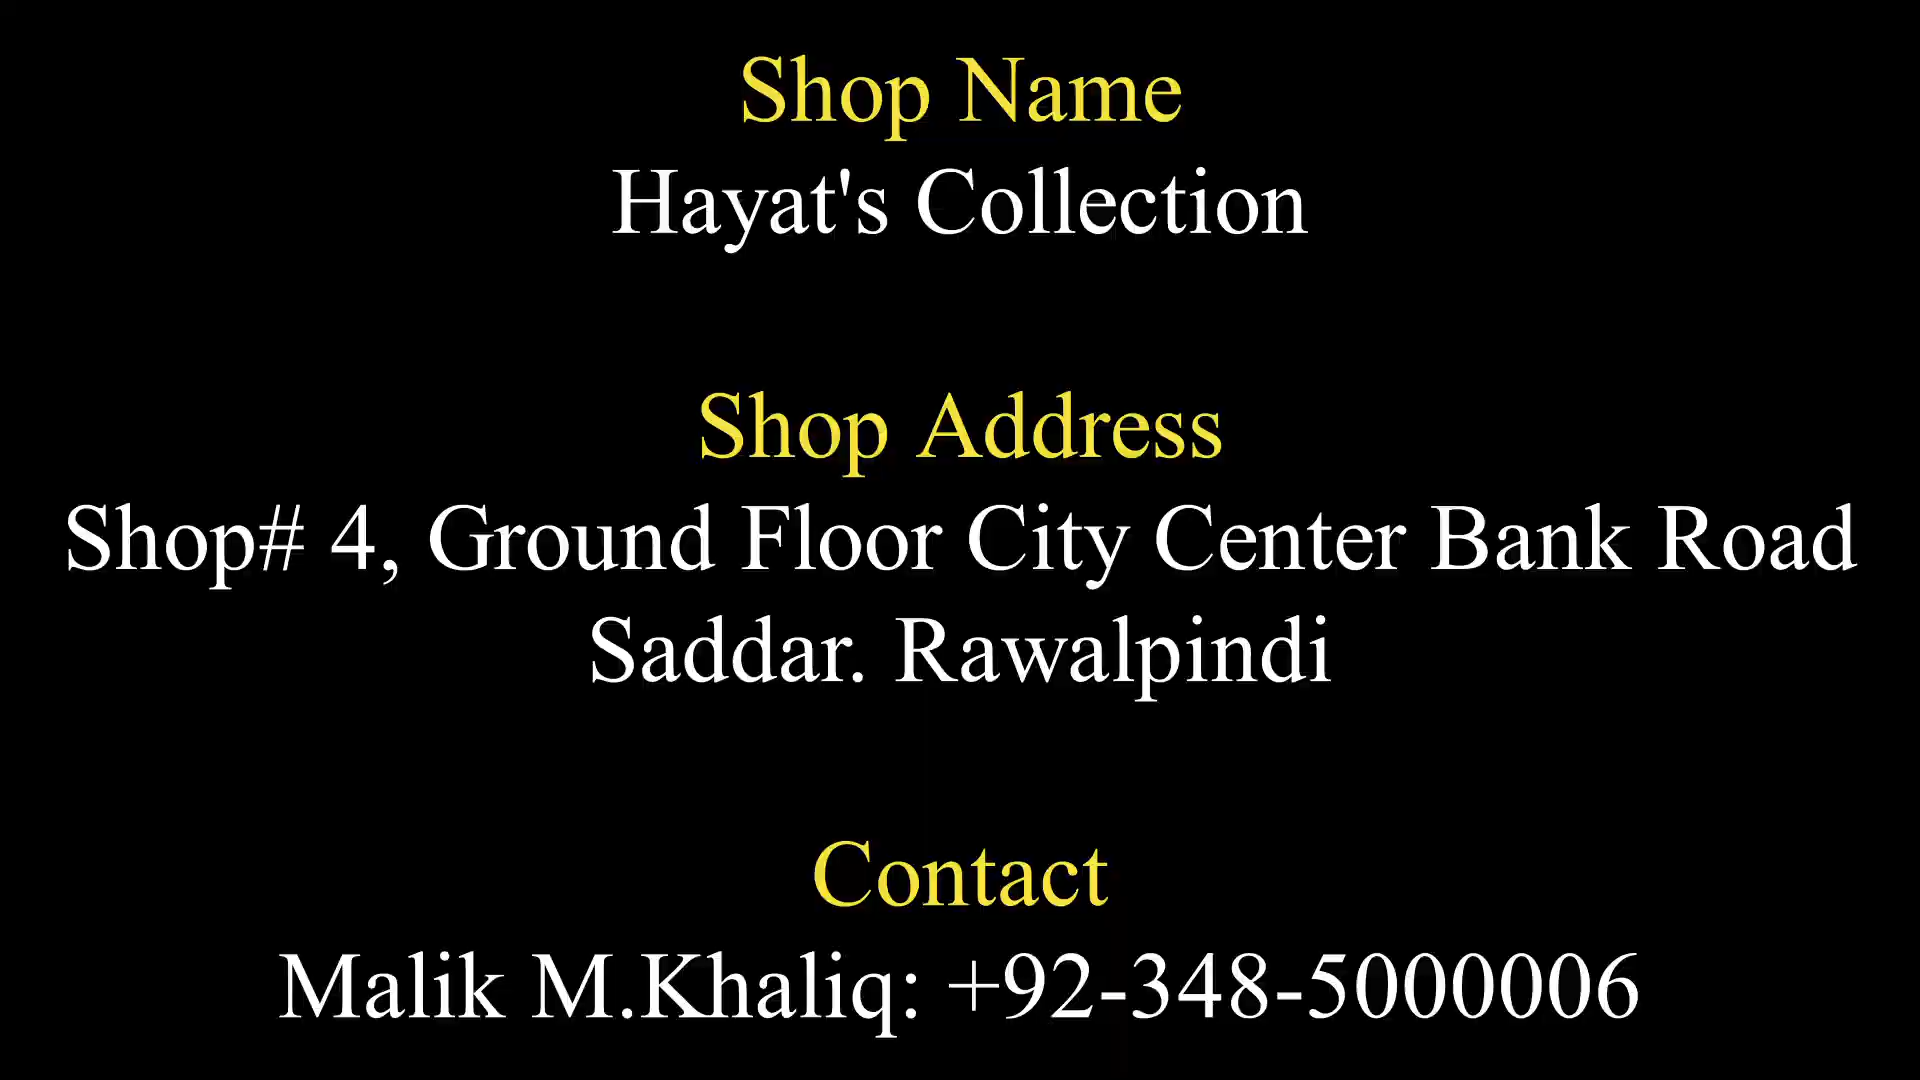 Shop Name
Hayat's Collection
Shop Address
Shop# 4, Ground Floor City Center Bank Road
Saddar. Rawalpindi
Contact
Malik M.Khaliq: +92-348-5000006